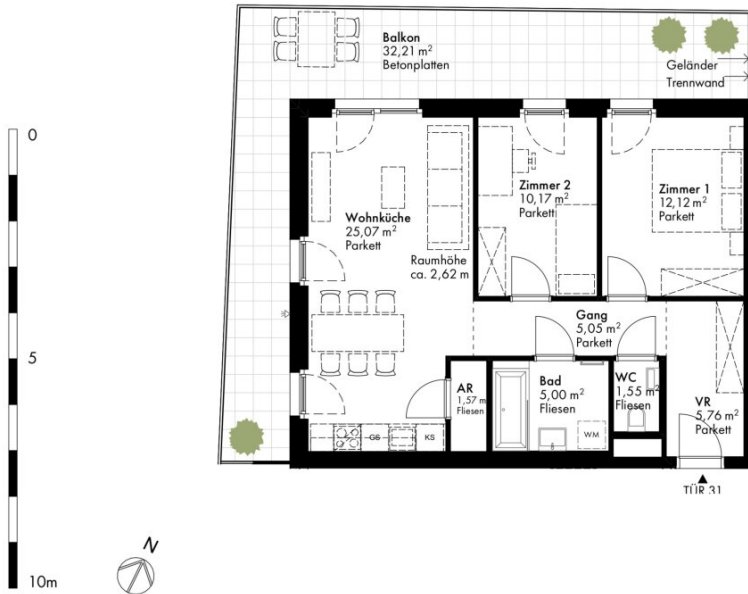 Balkon
32,21 m²
Betonplatten
Geländer
Trennwand
0
Zimmer 2
10,17 m²
Parkett
Zimmer 1
12,12 m²
Parkett
Wohnküche
25,07 m²
Parkett
Raumhöhe
ca. 2,62 m
Gang
5,05 m²
Parkett
5
AR
1,57 m
Fliesen
Bad
5,00 m²
Fliesen
WC
1,55 m²
Fliesen
VR
5,76 m²
Parkett
GS
KS
WM
TÜR 31
N
10m